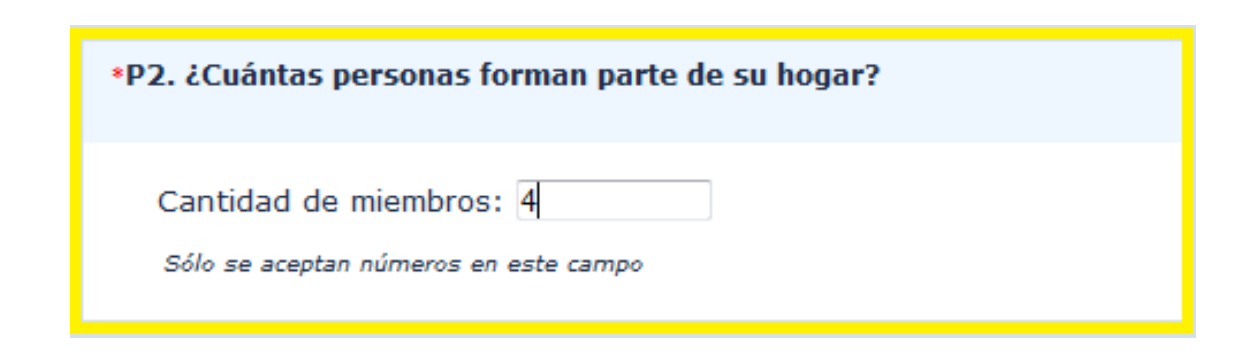 *P2. ¿Cuántas personas forman parte de su hogar?
Cantidad de miembros: 4
Sólo se aceptan números en este campo